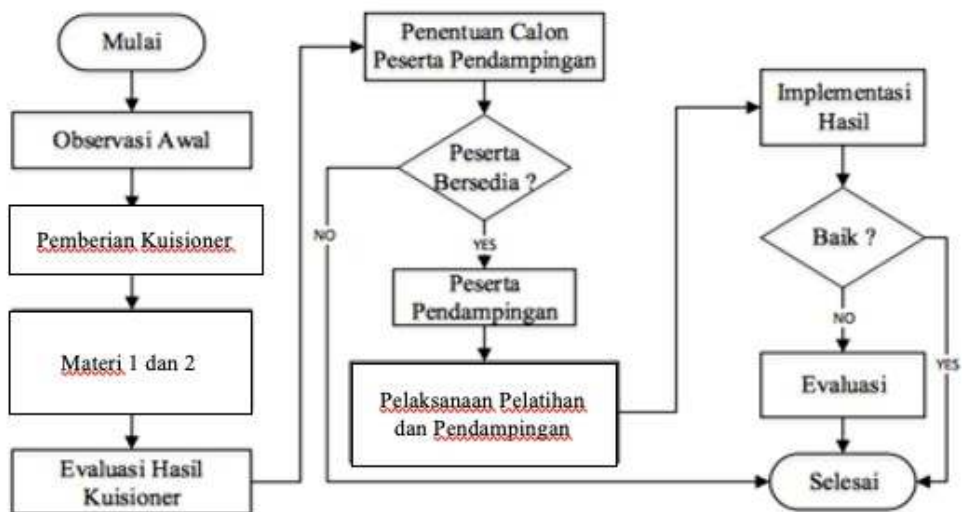 Mulai
Observasi Awal
Pemberian Kuisioner
Materi 1 dan 2
Evaluasi Hasil
Kuisioner
Penentuan Calon
Peserta Pendampingan
Peserta
Bersedia ?
NO
YES
Peserta
Pendampingan
Pelaksanaan Pelatihan
dan Pendampingan
Implementasi
Hasil
Baik ?
NO
YES
Evaluasi
Selesai